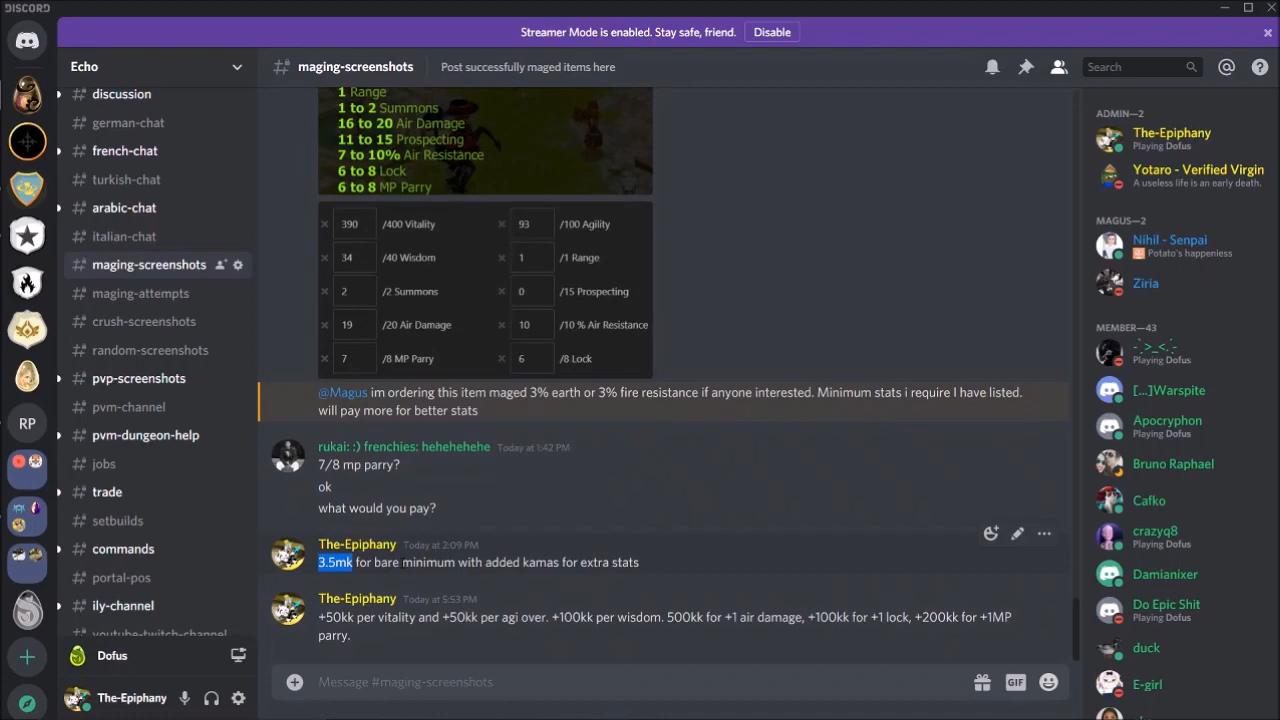 DISCORD
Streamer Mode is enabled. Stay safe, friend.
Disable
Echo
maging-screenshots
Post successfully maged items here
Search
discussion
german-chat
french-chat
turkish-chat
arabic-chat
italian-chat
maging-screenshots
maging-attempts
crush-screenshots
random-screenshots
pvp-screenshots
pvm-channel
pvm-dungeon-help
RP
jobs
trade
setbuilds
commands
portal-pos
ily-channel
youtube-twitch-channel
Dofus
The-Epiphany
1 Range
1 to 2 Summons
16 to 20 Air Damage
11 to 15 Prospecting
7 to 10% Air Resistance
6 to 8 Lock
6 to 8 MP Parry
390 /400 Vitality 93 /100 Agility
34 /40 Wisdom 1 /1 Range
2 /2 Summons 0 /15 Prospecting
19 /20 Air Damage 10 /10 % Air Resistance
7 /8 MP Parry 6 /8 Lock
@Magus im ordering this item maged 3% earth or 3% fire resistance if anyone interested. Minimum stats i require I have listed.
will pay more for better stats
rukai: :) frenchies: hehehehehe Today at 1:42 PM
7/8 mp parry?
ok
what would you pay?
The-Epiphany Today at 2:09 PM
3.5mk for bare minimum with added kamas for extra stats
The-Epiphany Today at 5:53 PM
+50kk per vitality and +50kk per agi over. +100kk per wisdom. 500kk for +1 air damage, +100kk for +1 lock, +200kk for +1MP
parry.
Message #maging-screenshots
GIF
ADMIN—2
The-Epiphany
Playing Dofus
Yotaro - Verified Virgin
A useless life is an early death.
MAGUS—2
Nihil - Senpai
Potato's happeness
Ziria
MEMBER—43
-`.>_<.´-
Playing Dofus
[...]Warspite
Apocryphon
Playing Dofus
Bruno Raphael
Cafko
crazyq8
Playing Dofus
Damianixer
Do Epic Shit
Playing Dofus
duck
E-girl